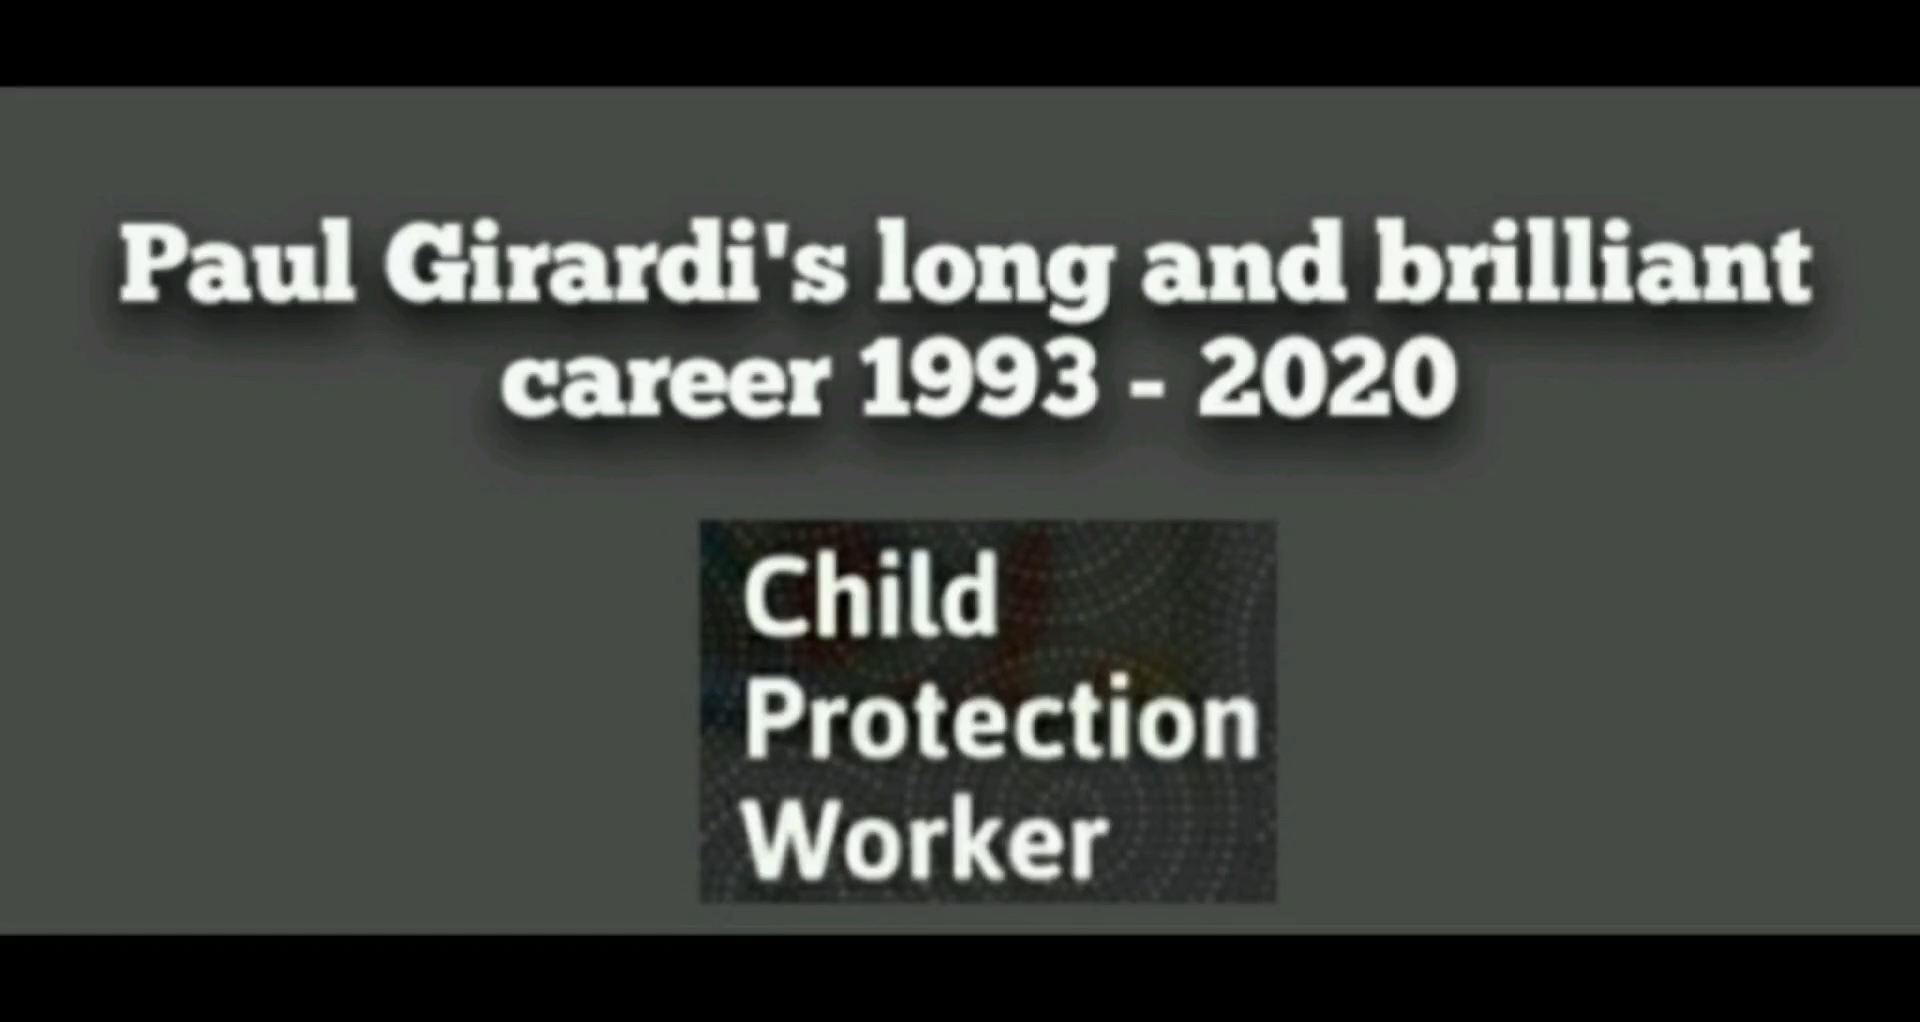 Paul Girardi's long and brilliant
career 1993 - 2020
Child
Protection
Worker